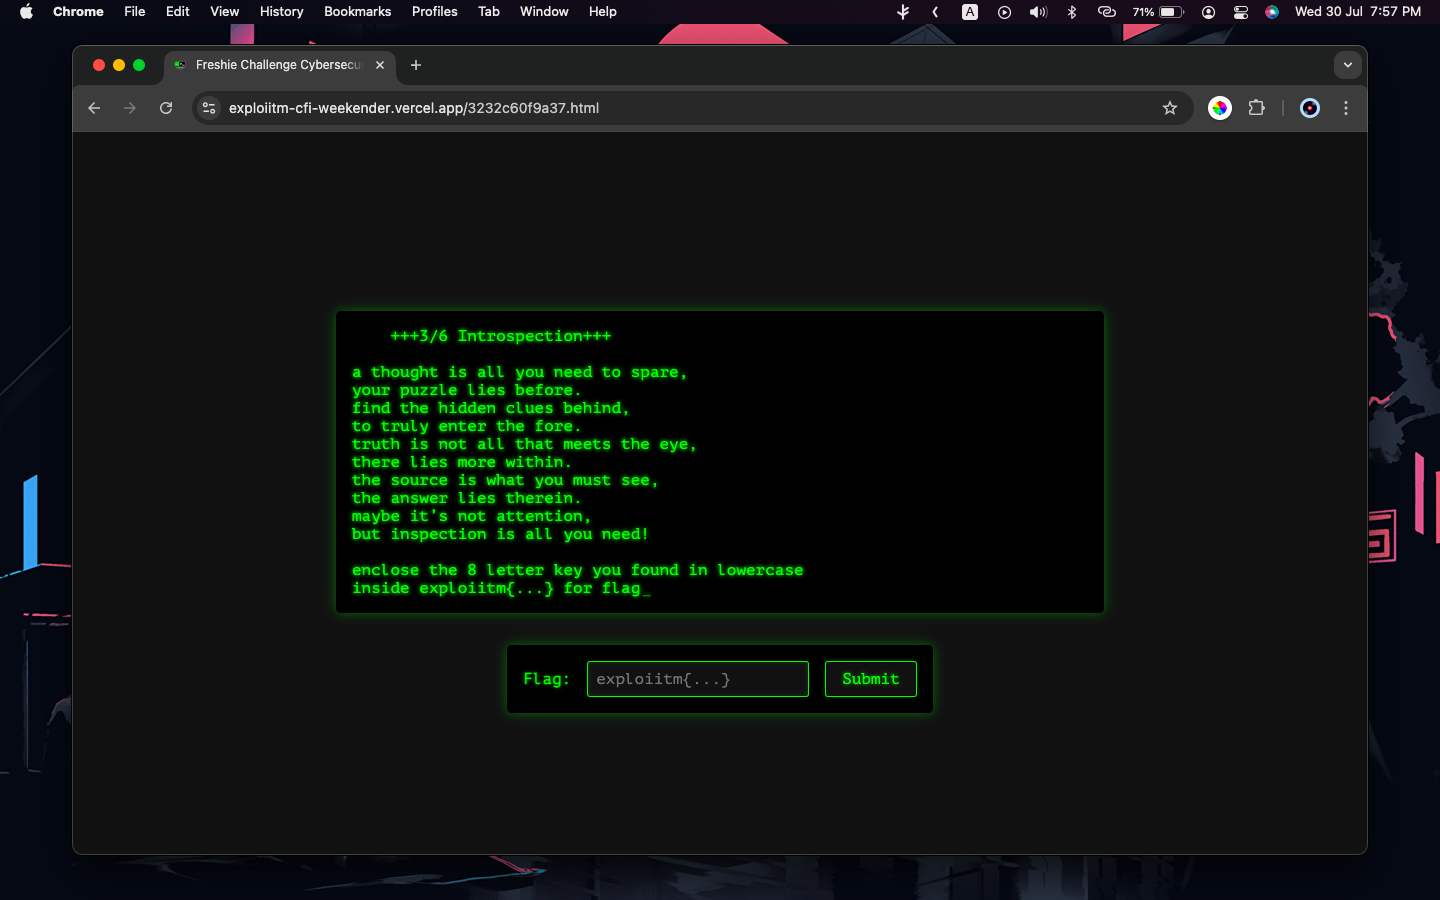 Chrome File Edit View History Bookmarks Profiles Tab Window Help A 71% Wed 30 Jul 7:57 PM
Freshie Challenge Cybersecu
exploiitm-cfi-weekender.vercel.app/3232c60f9a37.html
+++3/6 Introspection+++
a thought is all you need to spare,
your puzzle lies before.
find the hidden clues behind,
to truly enter the fore.
truth is not all that meets the eye,
there lies more within.
the source is what you must see,
the answer lies therein.
maybe it's not attention,
but inspection is all you need!
enclose the 8 letter key you found in lowercase
inside exploiitm{...} for flag_
Flag: exploiitm{...} Submit